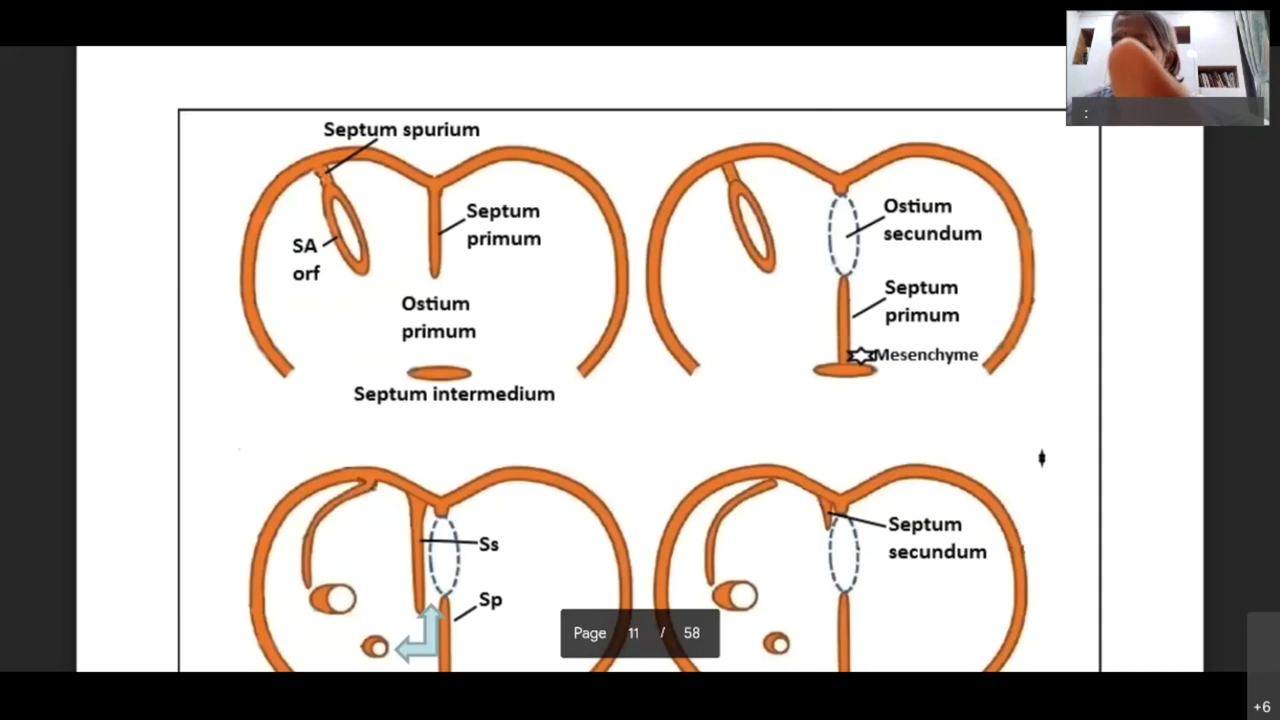 :
Septum spurium
Septum
primum
SA
orf
Ostium
primum
Septum intermedium
Ostium
secundum
Septum
primum
Mesenchyme
Ss
Sp
Septum
secundum
Page 11 / 58
+6